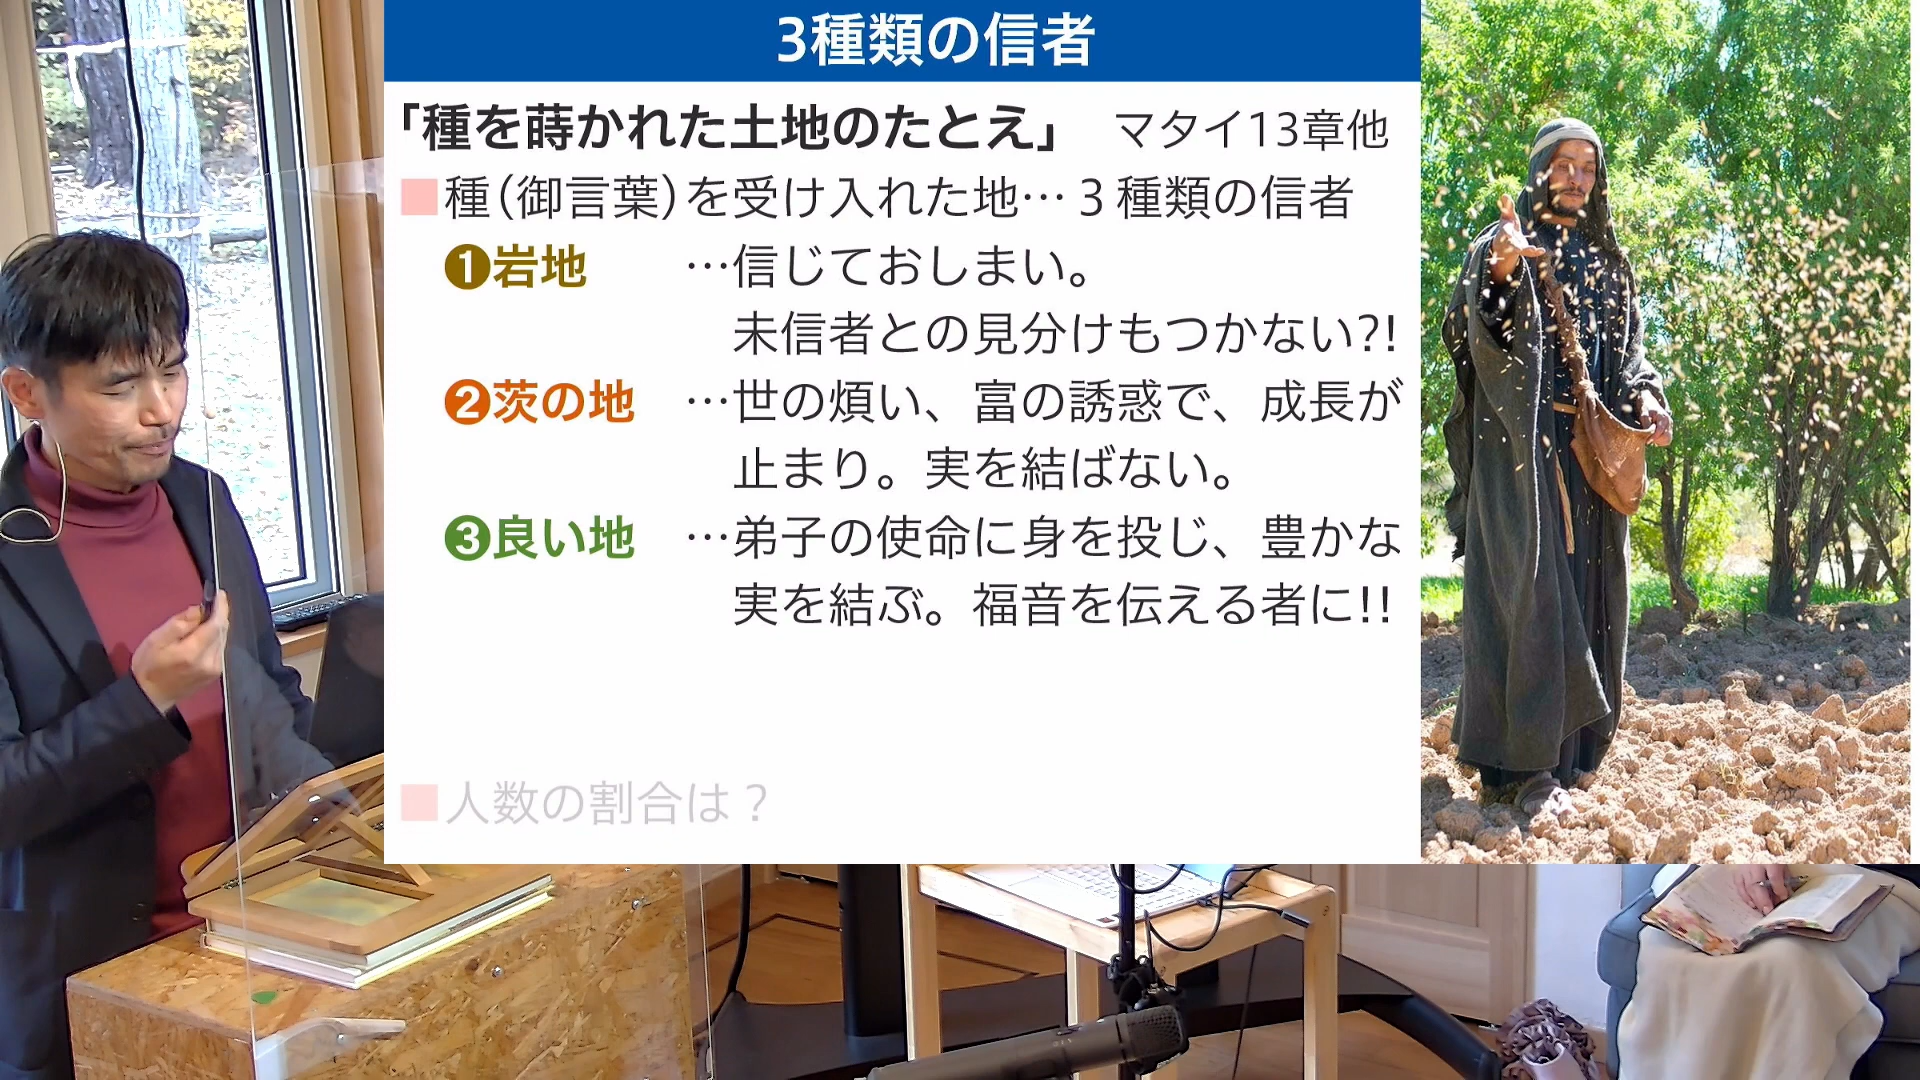 3種類の信者
「種を蒔かれた土地のたとえ」 マタイ13章他
■種(御言葉)を受け入れた地…３種類の信者
❶岩地 …信じておしまい。
未信者との見分けもつかない?!
❷茨の地 …世の煩い、富の誘惑で、成長が
止まり。実を結ばない。
❸良い地 …弟子の使命に身を投じ、豊かな
実を結ぶ。福音を伝える者に!!
■人数の割合は？